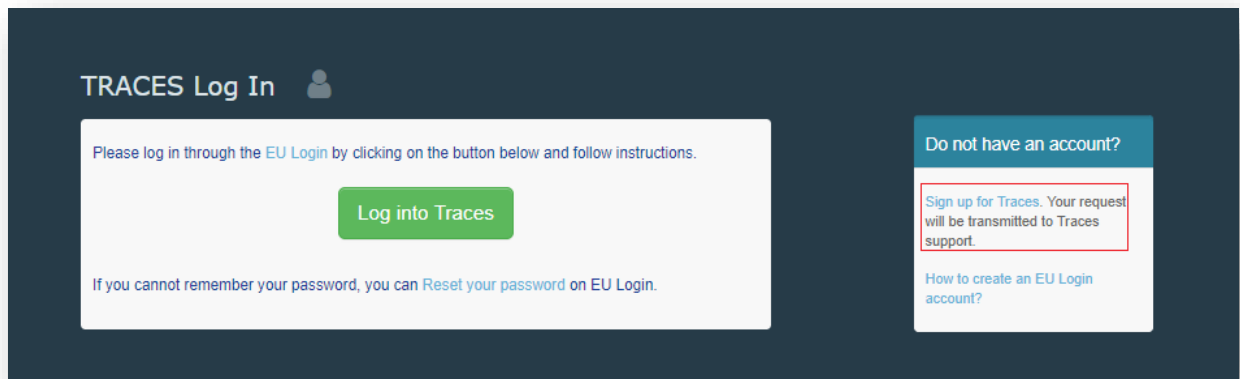 TRACES Log In
Please log in through the EU Login by clicking on the button below and follow instructions.
Log into Traces
If you cannot remember your password, you can Reset your password on EU Login.
Do not have an account?
Sign up for Traces. Your request
will be transmitted to Traces
support.
How to create an EU Login
account?